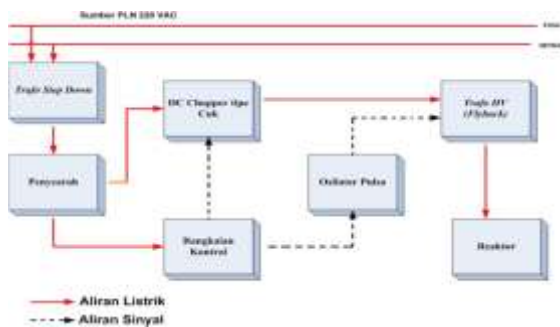 Sumber PLN 220 VAC
Trafo Step Down
DC Chopper tipe
Cuk
Trafo HV
(Flyback)
Penyearah
Osilator Pulsa
Rangkaian
Kontrol
Reaktor
Aliran Listrik
Aliran Sinyal